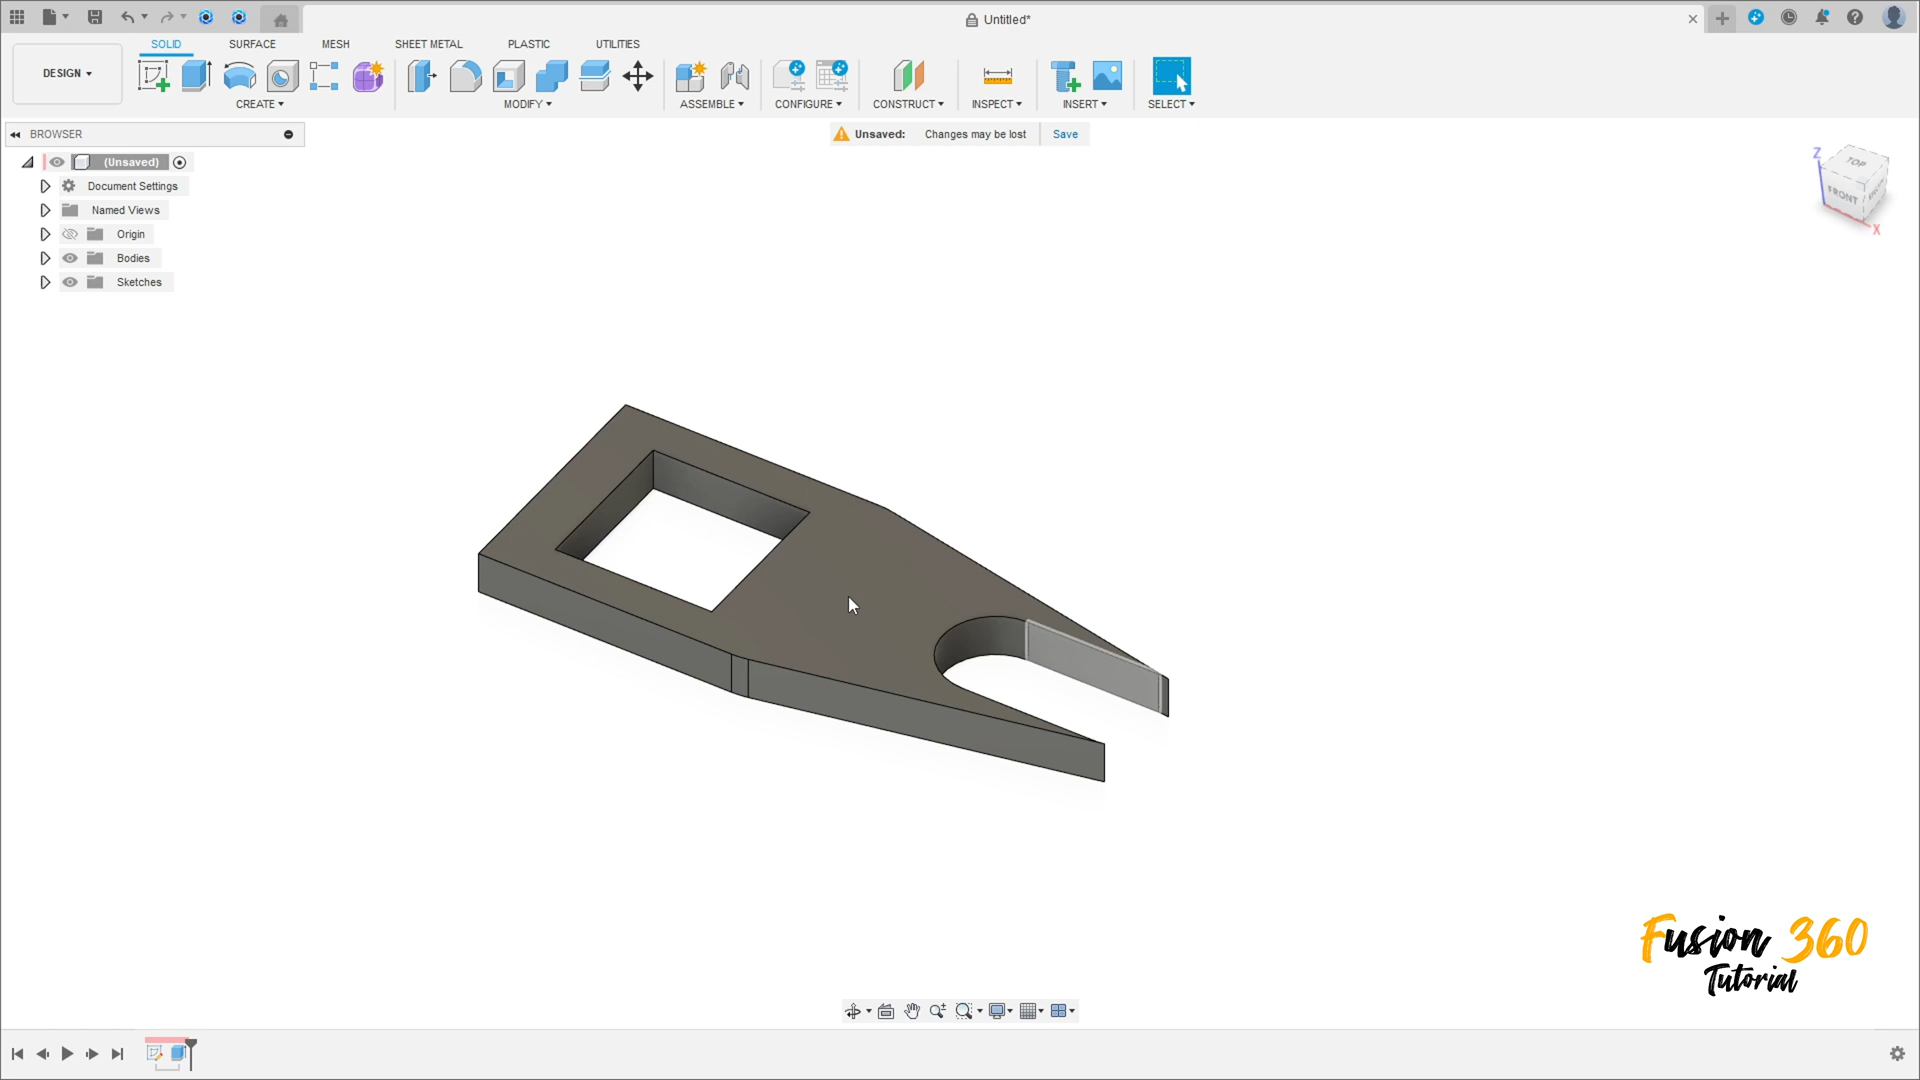 Untitled*
SOLID
SURFACE
MESH
SHEET METAL
PLASTIC
UTILITIES
DESIGN
CREATE
MODIFY
ASSEMBLE
CONFIGURE
CONSTRUCT
INSPECT
INSERT
SELECT
BROWSER
Unsaved: Changes may be lost Save
(Unsaved)
Document Settings
Named Views
Origin
Bodies
Sketches
Z
TOP
FRONT
X
Fusion 360
Tutorial